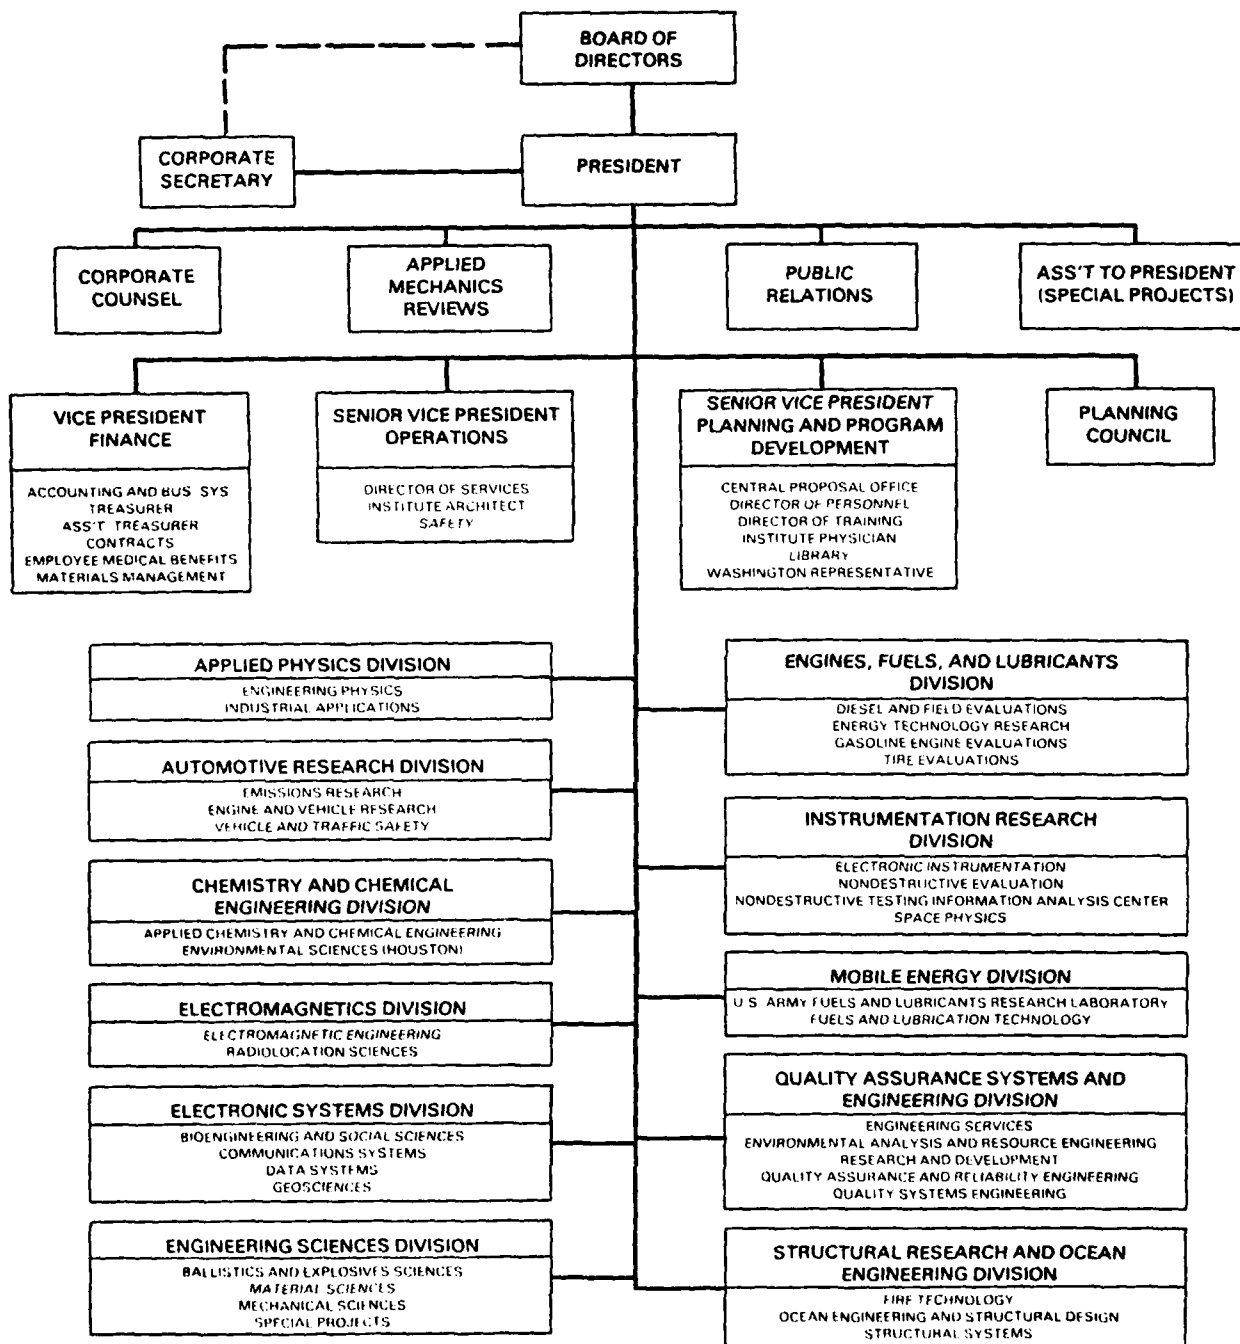 BOARD OF
DIRECTORS
CORPORATE
SECRETARY
PRESIDENT
CORPORATE
COUNSEL
APPLIED
MECHANICS
REVIEWS
PUBLIC
RELATIONS
ASS'T TO PRESIDENT
(SPECIAL PROJECTS)
VICE PRESIDENT
FINANCE
ACCOUNTING AND BUS SYS
TREASURER
ASS'T TREASURER
CONTRACTS
EMPLOYEE MEDICAL BENEFITS
MATERIALS MANAGEMENT
SENIOR VICE PRESIDENT
OPERATIONS
DIRECTOR OF SERVICES
INSTITUTE ARCHITECT
SAFETY
SENIOR VICE PRESIDENT
PLANNING AND PROGRAM
DEVELOPMENT
CENTRAL PROPOSAL OFFICE
DIRECTOR OF PERSONNEL
DIRECTOR OF TRAINING
INSTITUTE PHYSICIAN
LIBRARY
WASHINGTON REPRESENTATIVE
PLANNING
COUNCIL
APPLIED PHYSICS DIVISION
ENGINEERING PHYSICS
INDUSTRIAL APPLICATIONS
AUTOMOTIVE RESEARCH DIVISION
EMISSIONS RESEARCH
ENGINE AND VEHICLE RESEARCH
VEHICLE AND TRAFFIC SAFETY
CHEMISTRY AND CHEMICAL
ENGINEERING DIVISION
APPLIED CHEMISTRY AND CHEMICAL ENGINEERING
ENVIRONMENTAL SCIENCES (HOUSTON)
ELECTROMAGNETICS DIVISION
ELECTROMAGNETIC ENGINEERING
RADIOLOCATION SCIENCES
ELECTRONIC SYSTEMS DIVISION
BIOENGINEERING AND SOCIAL SCIENCES
COMMUNICATIONS SYSTEMS
DATA SYSTEMS
GEOSCIENCES
ENGINEERING SCIENCES DIVISION
BALLISTICS AND EXPLOSIVES SCIENCES
MATERIAL SCIENCES
MECHANICAL SCIENCES
SPECIAL PROJECTS
ENGINES, FUELS, AND LUBRICANTS
DIVISION
DIESEL AND FIELD EVALUATIONS
ENERGY TECHNOLOGY RESEARCH
GASOLINE ENGINE EVALUATIONS
TIRE EVALUATIONS
INSTRUMENTATION RESEARCH
DIVISION
ELECTRONIC INSTRUMENTATION
NONDESTRUCTIVE EVALUATION
NONDESTRUCTIVE TESTING INFORMATION ANALYSIS CENTER
SPACE PHYSICS
MOBILE ENERGY DIVISION
U.S. ARMY FUELS AND LUBRICANTS RESEARCH LABORATORY
FUELS AND LUBRICATION TECHNOLOGY
QUALITY ASSURANCE SYSTEMS AND
ENGINEERING DIVISION
ENGINEERING SERVICES
ENVIRONMENTAL ANALYSIS AND RESOURCE ENGINEERING
RESEARCH AND DEVELOPMENT
QUALITY ASSURANCE AND RELIABILITY ENGINEERING
QUALITY SYSTEMS ENGINEERING
STRUCTURAL RESEARCH AND OCEAN
ENGINEERING DIVISION
FIRE TECHNOLOGY
OCEAN ENGINEERING AND STRUCTURAL DESIGN
STRUCTURAL SYSTEMS